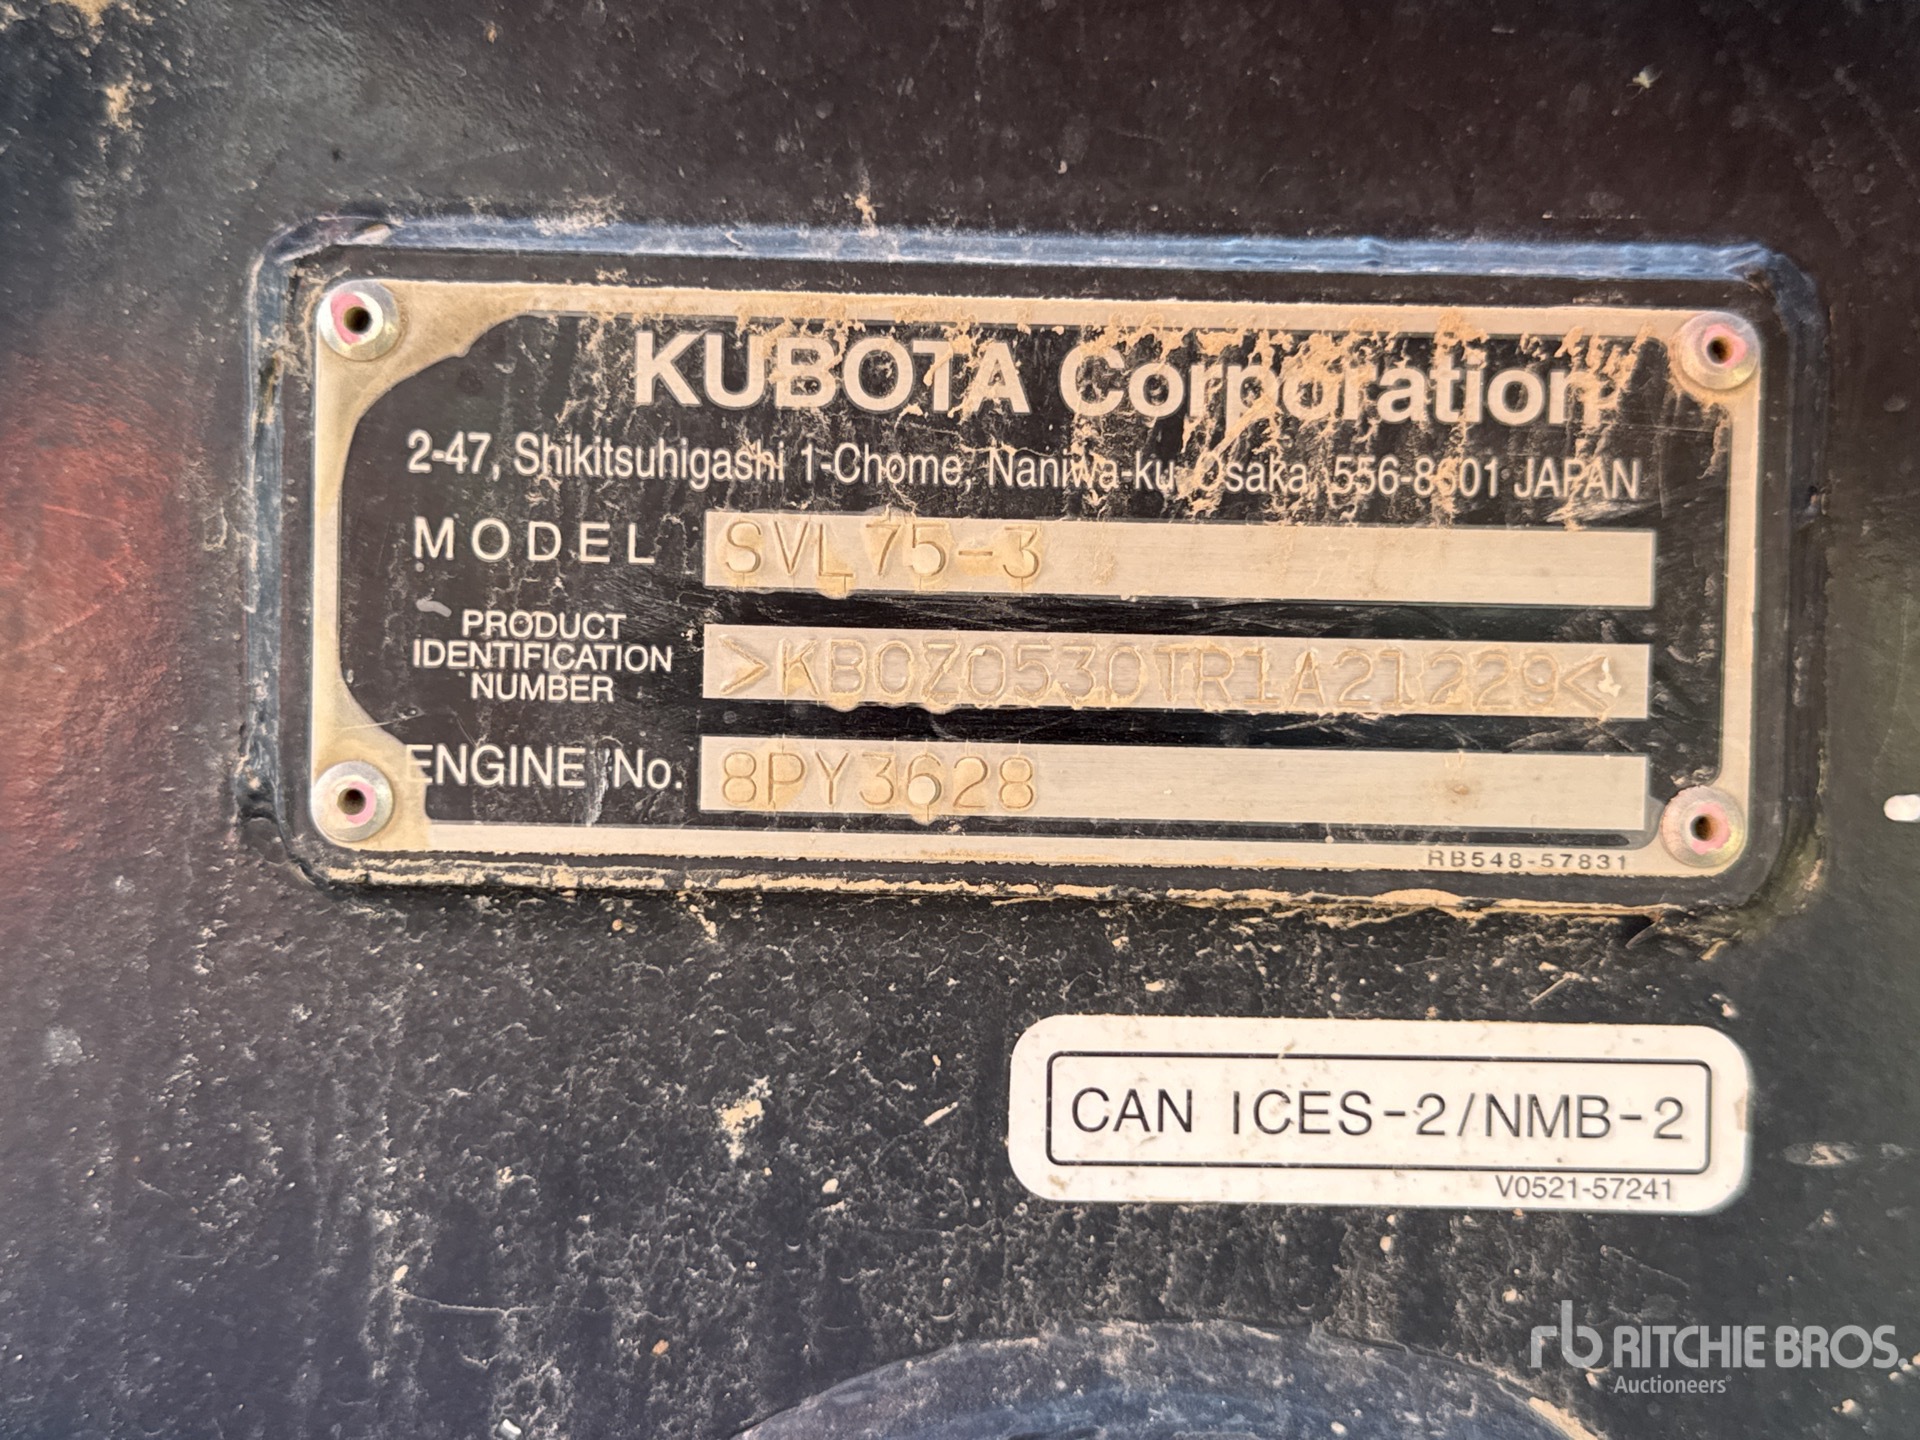 KUBOTA Corporation
2-47, Shikitsuhigashi 1-Chome, Naniwa-ku, Osaka, 556-8601 JAPAN
MODEL SVL75-3
PRODUCT
IDENTIFICATION
NUMBER
>KBOZ0530TR1A21229<
ENGINE No. 8PY3628
RB548-57831
CAN ICES-2/NMB-2
V0521-57241
rb RITCHIE BROS.
Auctioneers